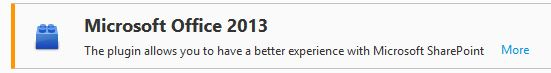 Microsoft Office 2013
The plugin allows you to have a better experience with Microsoft SharePoint More